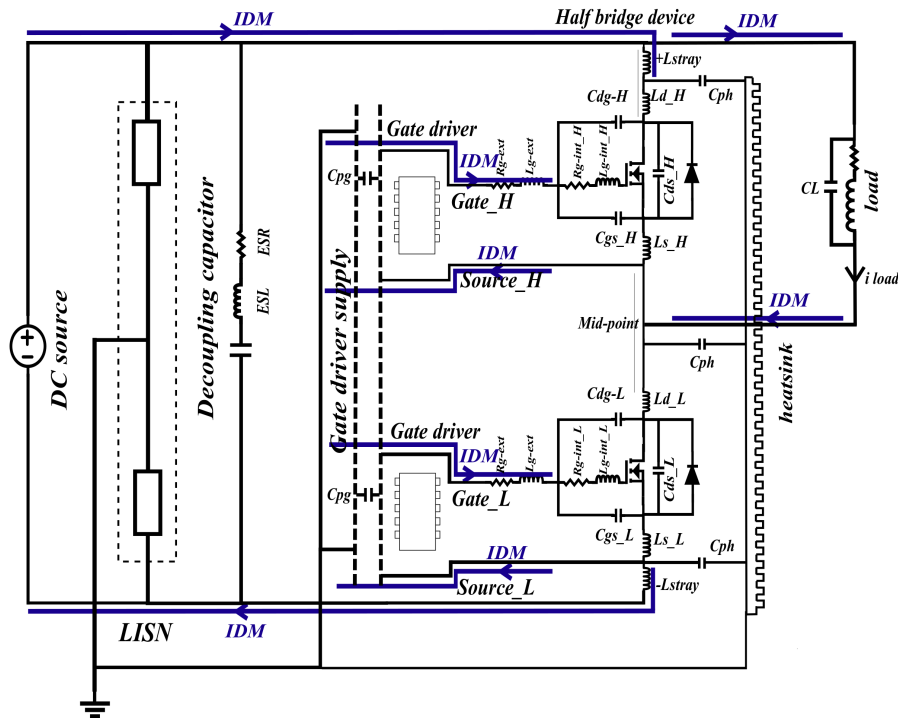 IDM
Half bridge device
IDM
+Lstray
Cph
Cdg-H
Ld_H
Gate driver
IDM
Rg-ext
Lg-ext
Rg-int_H
Lg-int_H
Cds_H
Cpg
Gate_H
Cgs_H
Ls_H
CL
load
i load
Source_H
IDM
Decoupling capacitor
ESR
ESL
Gate driver supply
DC source
Mid-point
IDM
Cph
heatsink
Cdg-L
Ld_L
Gate driver
IDM
Rg-ext
Lg-ext
Rg-int_L
Lg-int_L
Cds_L
Cpg
Gate_L
Cgs_L
Ls_L
IDM
Cph
Source_L
-Lstray
LISN
IDM